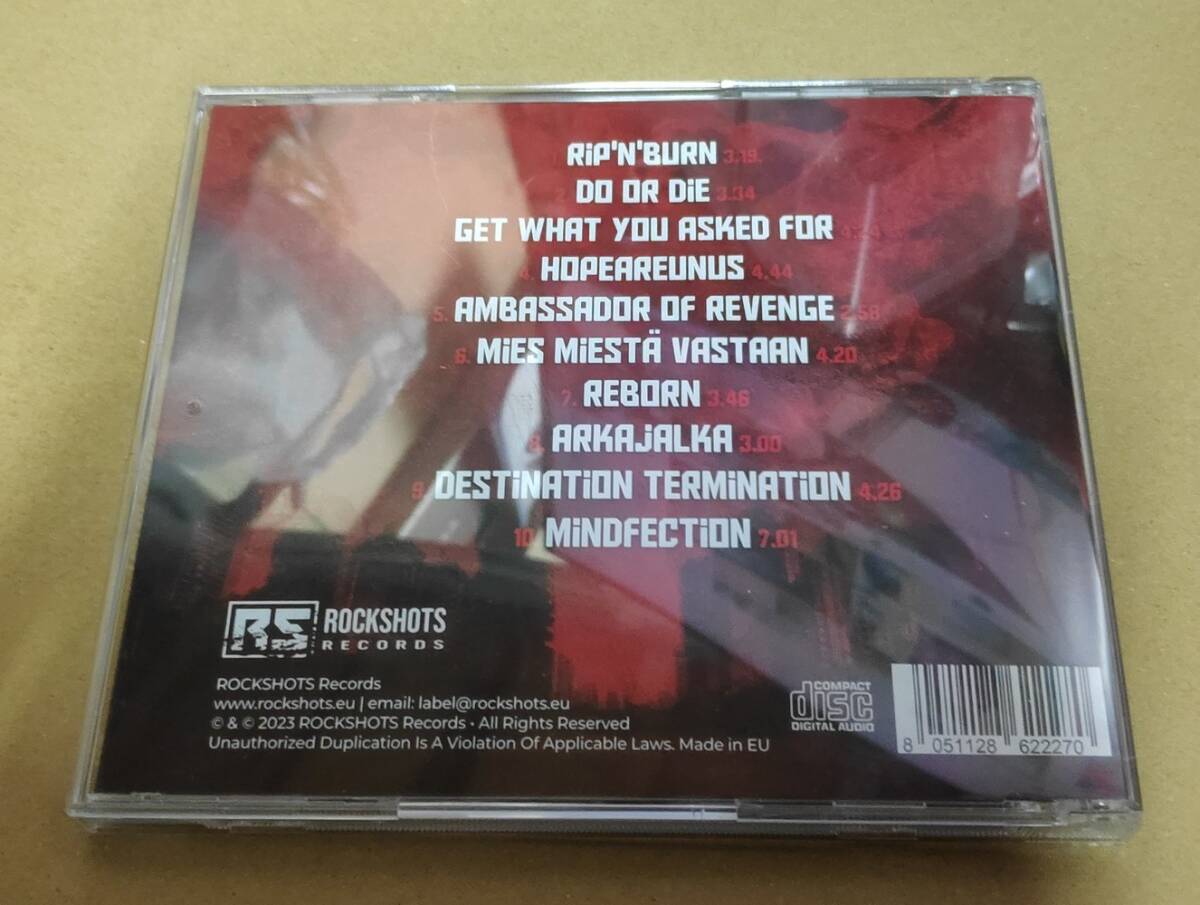 RiP'N'BURN 3.19.
2. DO OR DiE 3.34
GET WHAT YOU ASKED FOR
4. HOPEAREUNUS 4.44
5. AMBASSADOR OF REVENGE 2.58
6. MiES MiESTÄ VASTAAN 4.20
7. REBORN 3.46
8. ARKAJALKA 3.00
9. DESTiNATiON TERMiNATiON 4.26
10. MiNDFECTiON 7.01
RS ROCKSHOTS
RECORDS
ROCKSHOTS Records
www.rockshots.eu | email: label@rockshots.eu
© & © 2023 ROCKSHOTS Records • All Rights Reserved
Unauthorized Duplication Is A Violation Of Applicable Laws. Made in EU
COMPACT
disc
DIGITAL AUDIO
8 051128 622270